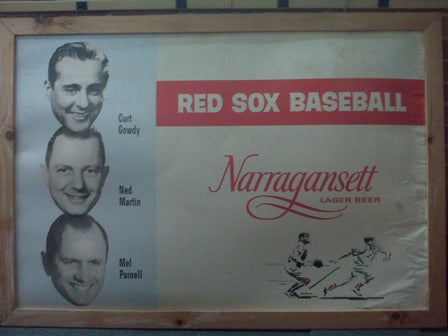 Curt
Gowdy
Ned
Martin
Mel
Parnell
RED SOX BASEBALL
Narragansett
LAGER BEER